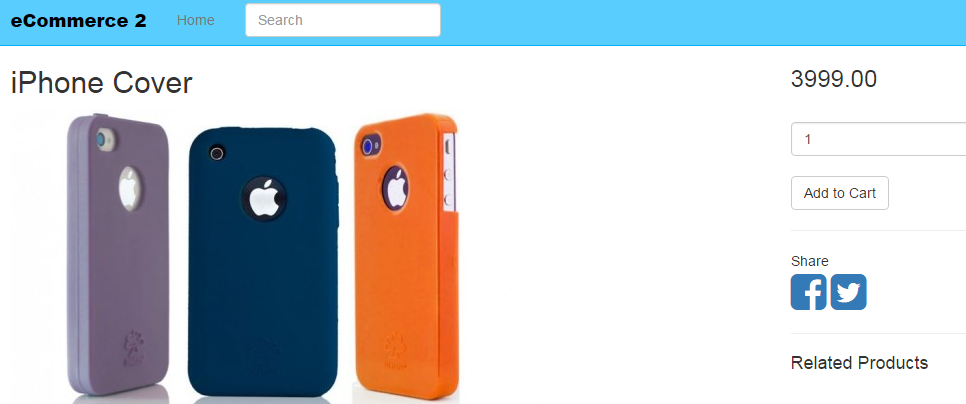 eCommerce 2 Home Search
iPhone Cover
3999.00
1
Add to Cart
Share
Related Products